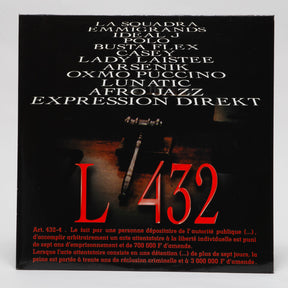 LA SQUADRA
EMMIGRANDS
IDEAL J
POLO
BUSTA FLEX
CASEY
LADY LAISTEE
ARSENIK
OXMO PUCCINO
LUNATIC
AFRO JAZZ
EXPRESSION DIREKT
L 432
Art. 432-4 . Le fait par une personne dépositaire de l'autorité publique (...),
d'accomplir arbitrairement un acte attentatoire à la liberté individuelle est puni
de sept ans d'emprisonnement et de 700 000 F d'amende.
Lorsque l'acte attentatoire consiste en une détention (...) de plus de sept jours, la
peine est portée à trente ans de réclusion criminelle et à 3 000 000 F d'amende.